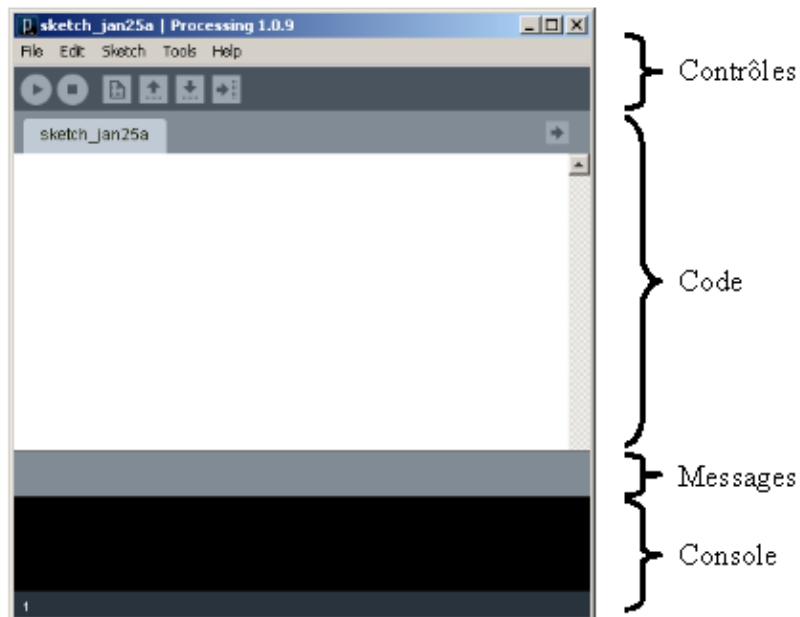 sketch_jan25a | Processing 1.0.9
File Edit Sketch Tools Help
Contrôles
sketch_jan25a
Code
Messages
Console
1